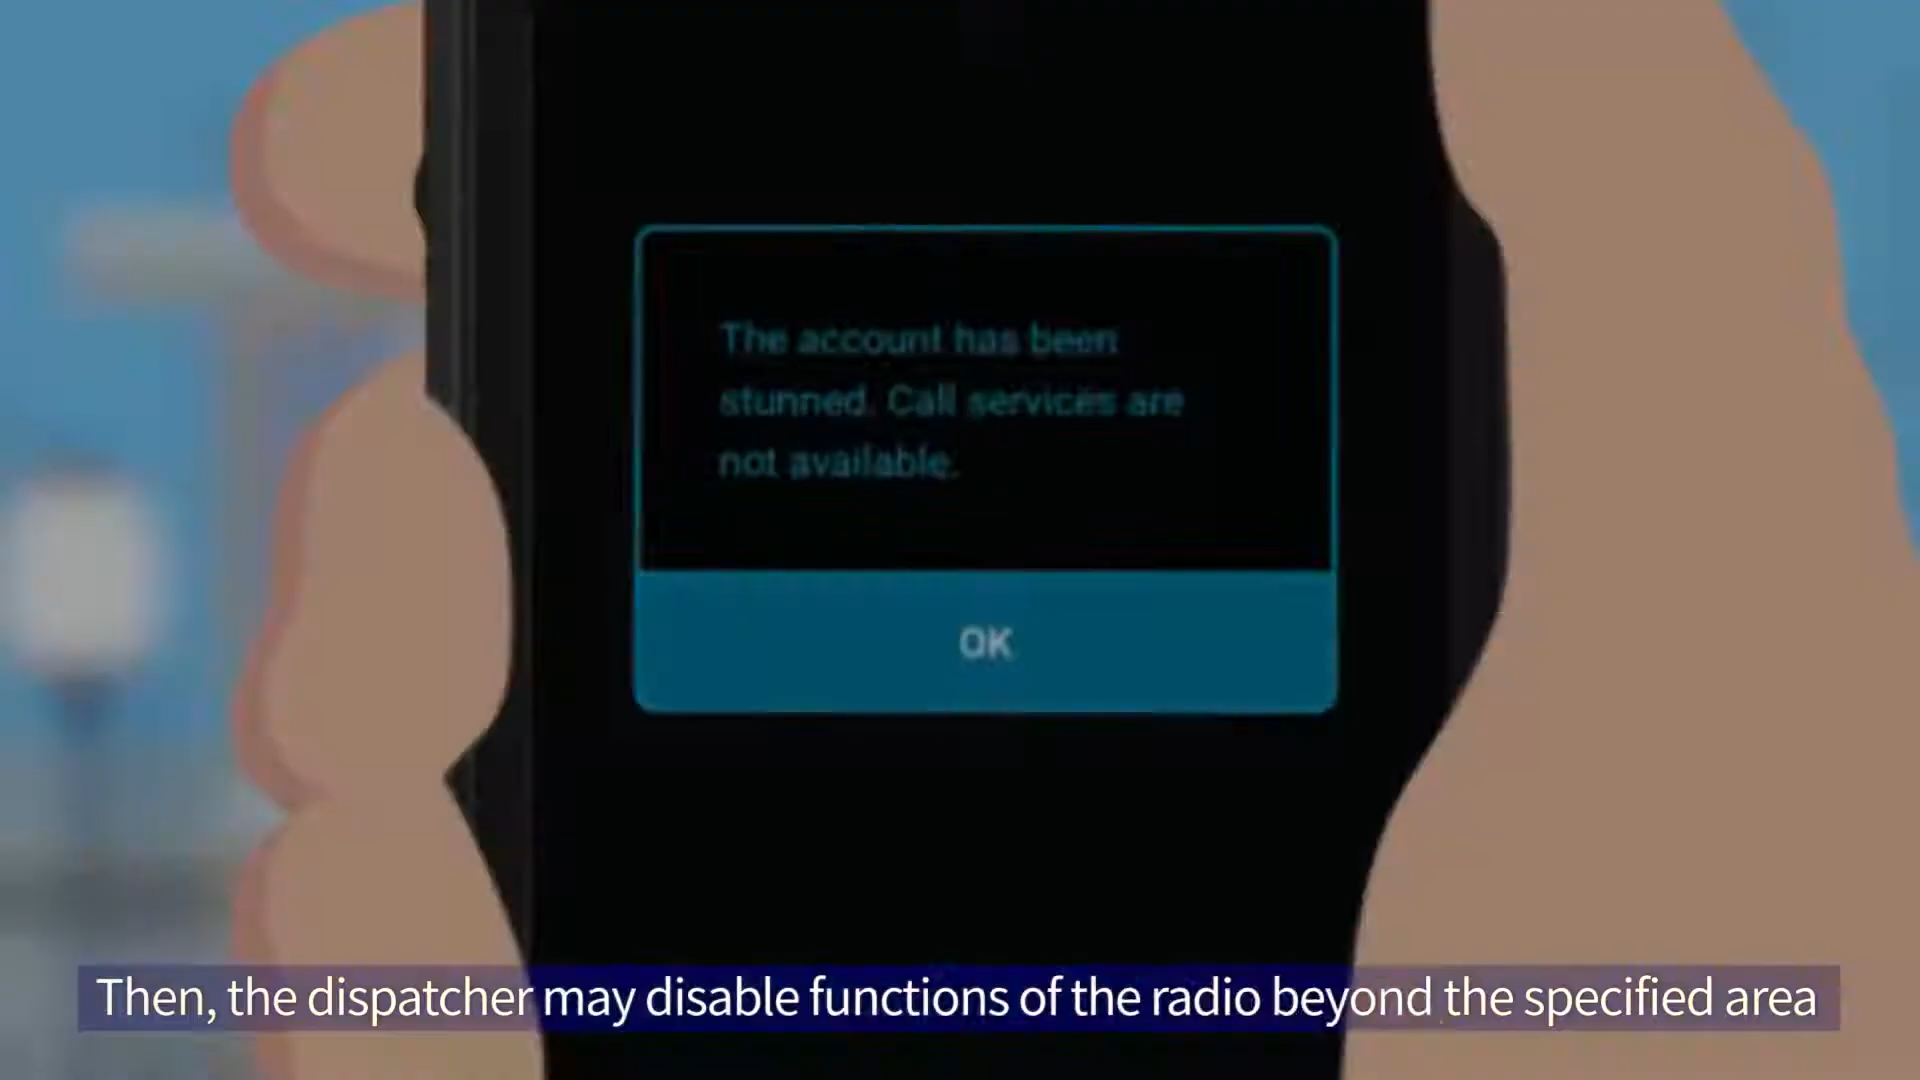 The account has been
stunned. Call services are
not available.
OK
Then, the dispatcher may disable functions of the radio beyond the specified area